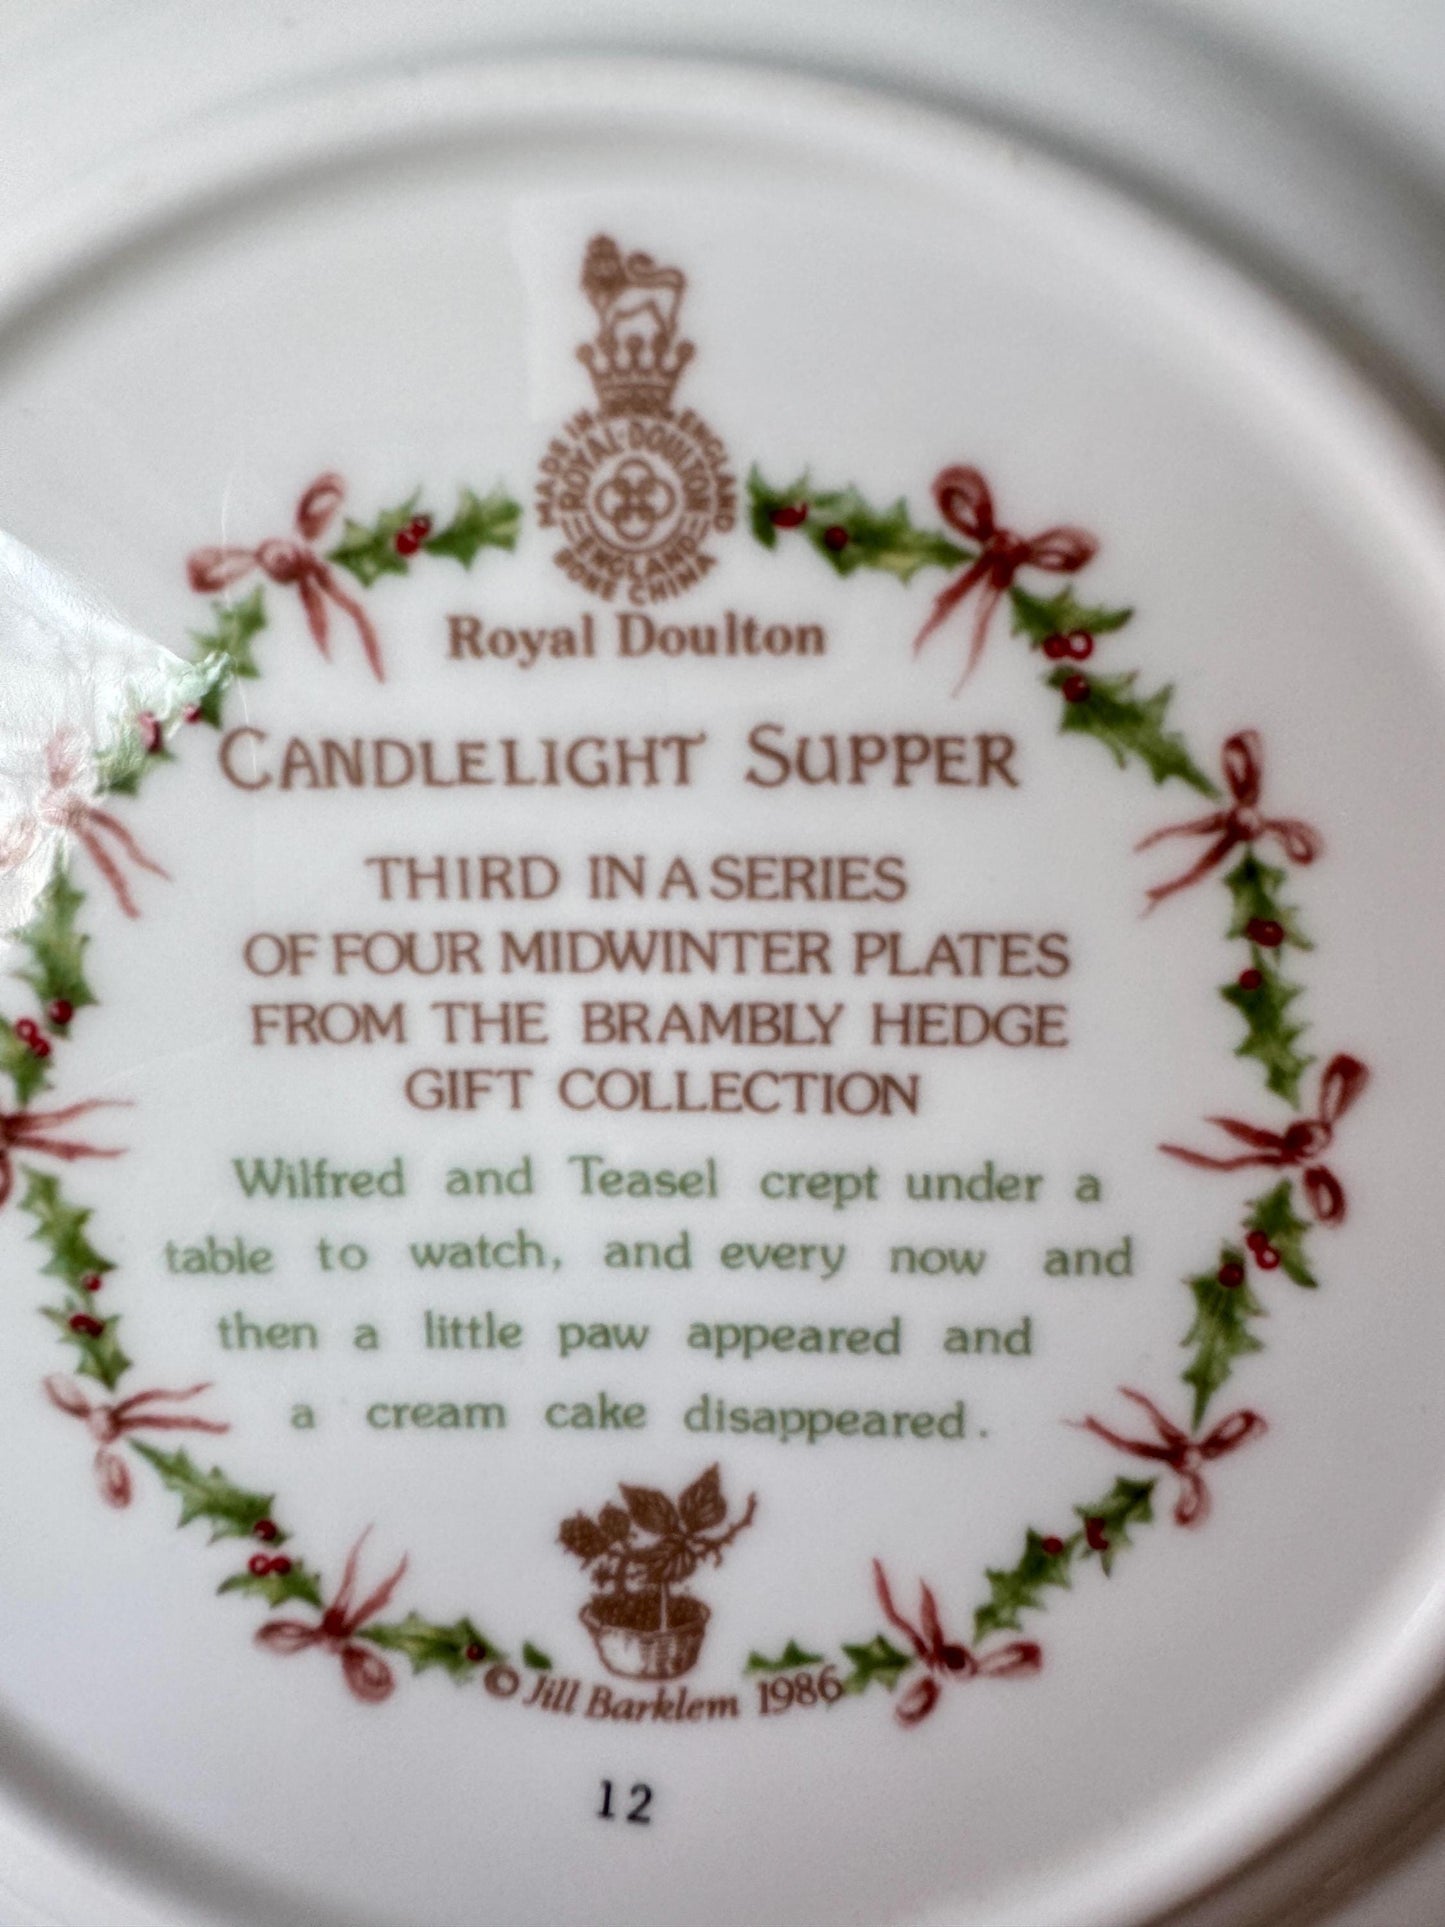 MADE IN ENGLAND
ROYAL·DOULTON
ENGLAND
BONE CHINA
Royal Doulton
CANDLELIGHT SUPPER
THIRD IN A SERIES
OF FOUR MIDWINTER PLATES
FROM THE BRAMBLY HEDGE
GIFT COLLECTION
Wilfred and Teasel crept under a
table to watch, and every now and
then a little paw appeared and
a cream cake disappeared.
© Jill Barklem 1986
12